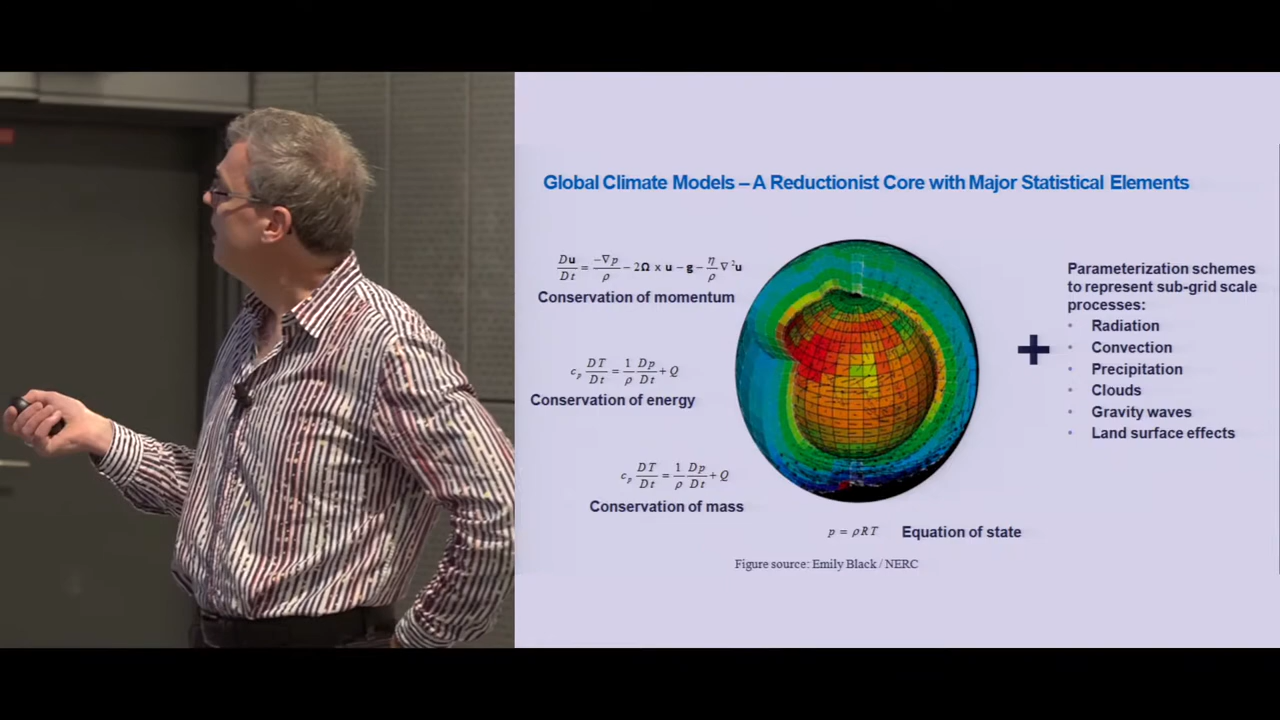 Global Climate Models – A Reductionist Core with Major Statistical Elements
Du/Dt = −∇p/ρ − 2Ω x u − g − η/ρ ∇²u
Conservation of momentum
c_p DT/Dt = 1/ρ Dp/Dt + Q
Conservation of energy
c_p DT/Dt = 1/ρ Dp/Dt + Q
Conservation of mass
p = ρRT Equation of state
Figure source: Emily Black / NERC
+
Parameterization schemes
to represent sub-grid scale
processes:
• Radiation
• Convection
• Precipitation
• Clouds
• Gravity waves
• Land surface effects